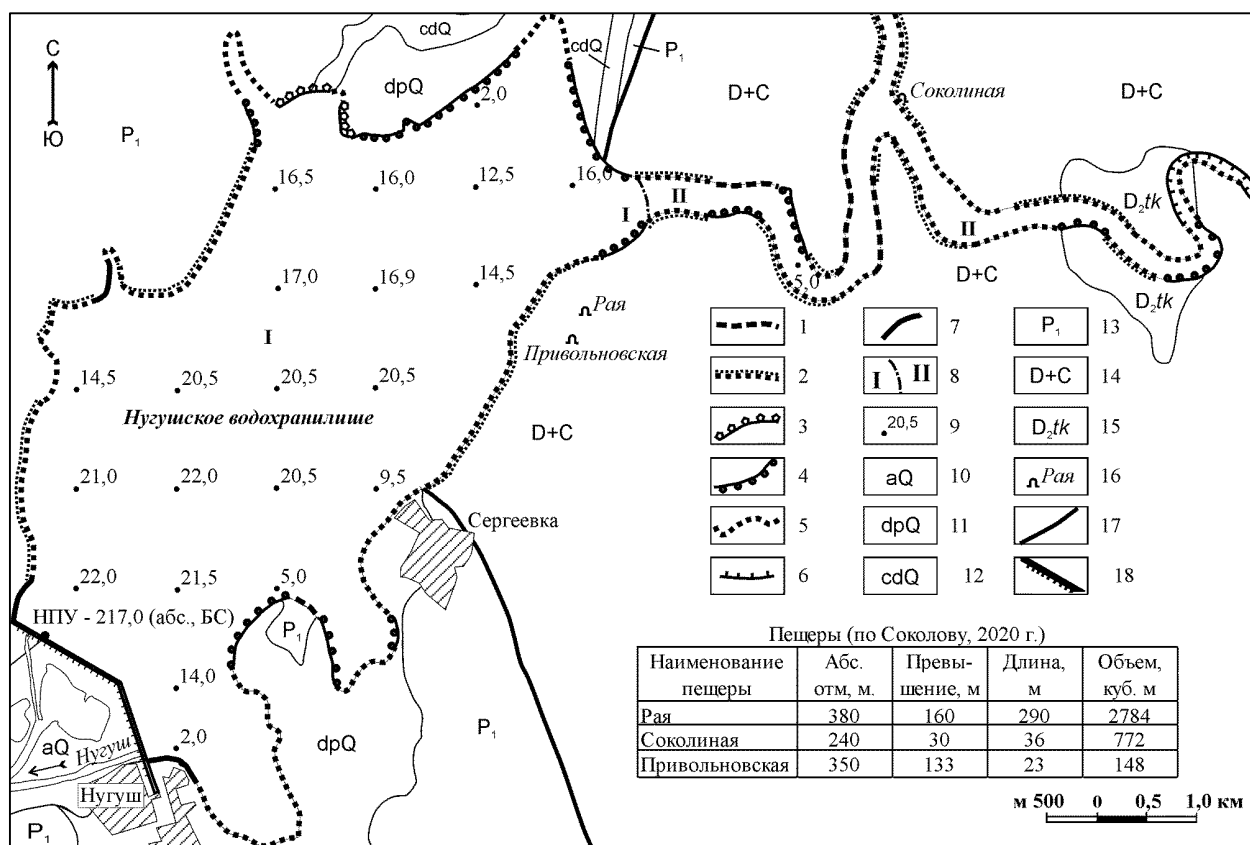 С
Ю
cdQ
dpQ
2,0
cdQ
P₁
D+C
Соколиная
D+C
P₁
16,5
16,0
12,5
16,0
I
II
D₂tk
II
17,0
16,9
14,5
5,0
D+C
D₂tk
Рая
Привольновская
I
14,5
20,5
20,5
20,5
Нугушское водохранилише
D+C
21,0
22,0
20,5
9,5
Сергеевка
22,0
21,5
5,0
НПУ - 217,0 (абс., БС)
P₁
14,0
2,0
dpQ
P₁
aQ
Нугуш
Нугуш
P₁
1
2
3
4
5
6
7
I II 8
20,5 9
aQ 10
dpQ 11
cdQ 12
P₁ 13
D+C 14
D₂tk 15
Рая 16
17
18
Пещеры (по Соколову, 2020 г.)
Наименование Абс. Превы- Длина, Объем,
пещеры отм, м. шение, м м куб. м
Рая 380 160 290 2784
Соколиная 240 30 36 772
Привольновская 350 133 23 148
м 500 0 0,5 1,0 км